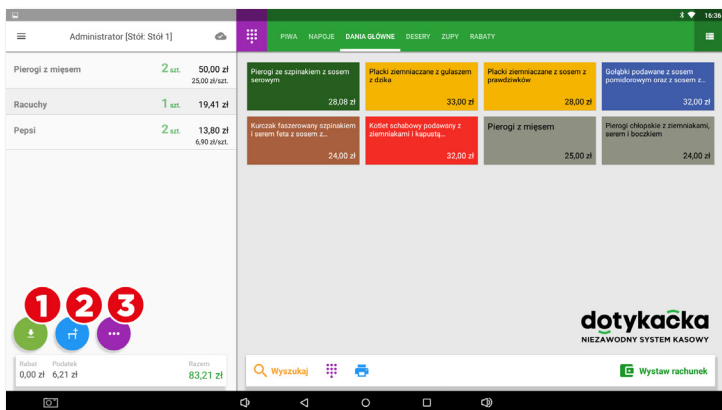 16:36
Administrator [Stół: Stół 1]
PIWA NAPOJE DANIA GŁÓWNE DESERY ZUPY RABATY
Pierogi z mięsem 2 szt. 50,00 zł
25,00 zł/szt.
Racuchy 1 szt. 19,41 zł
Pepsi 2 szt. 13,80 zł
6,90 zł/szt.
1 2 3
Rabat Podatek Razem
0,00 zł 6,21 zł 83,21 zł
Pierogi ze szpinakiem z sosem
serowym
28,08 zł
Placki ziemniaczane z gulaszem
z dzika
33,00 zł
Placki ziemniaczane z sosem z
prawdziwków
28,00 zł
Gołąbki podawane z sosem
pomidorowym oraz z sosem z...
32,00 zł
Kurczak faszerowany szpinakiem
i serem feta z sosem z...
24,00 zł
Kotlet schabowy podawany z
ziemniakami i kapustą...
32,00 zł
Pierogi z mięsem
25,00 zł
Pierogi chłopskie z ziemniakami,
serem i boczkiem
24,00 zł
dotykačka
NIEZAWODNY SYSTEM KASOWY
Wyszukaj
Wystaw rachunek